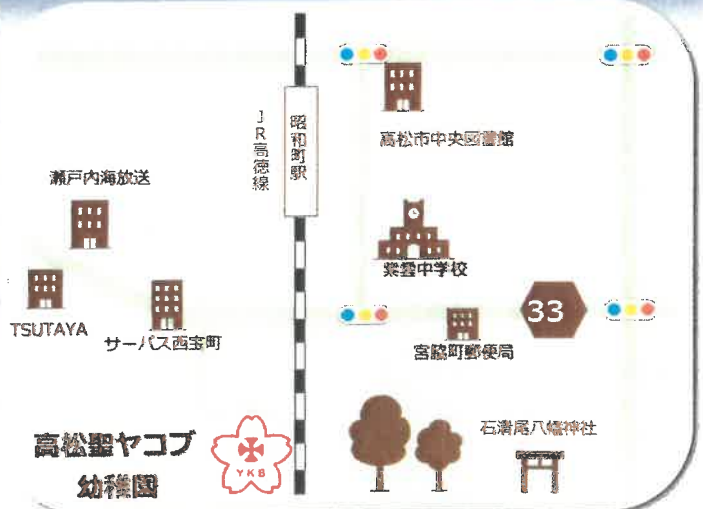 JR高徳線
昭和町駅
高松市中央図書館
瀬戸内海放送
紫雲中学校
TSUTAYA
サーパス西宝町
宮脇町郵便局
33
石清尾八幡神社
高松聖ヤコブ
幼稚園
YKB